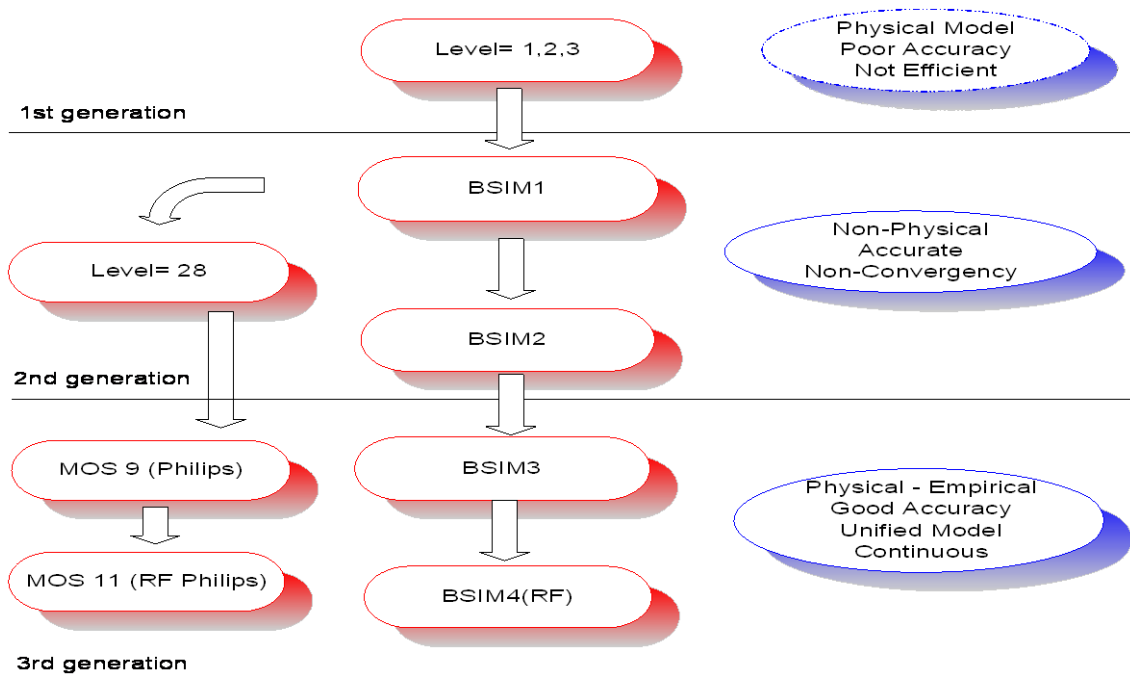 Level= 1,2,3
Physical Model
Poor Accuracy
Not Efficient
1st generation
BSIM1
Non-Physical
Accurate
Non-Convergency
Level= 28
BSIM2
2nd generation
MOS 9 (Philips)
BSIM3
Physical - Empirical
Good Accuracy
Unified Model
Continuous
MOS 11 (RF Philips)
BSIM4(RF)
3rd generation